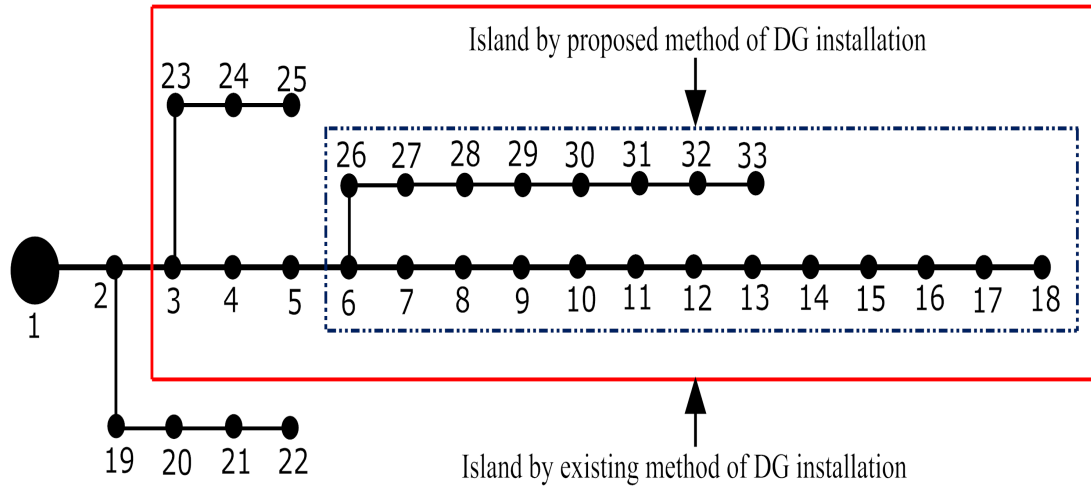 Island by proposed method of DG installation
23 24 25
26 27 28 29 30 31 32 33
1 2 3 4 5 6 7 8 9 10 11 12 13 14 15 16 17 18
19 20 21 22
Island by existing method of DG installation